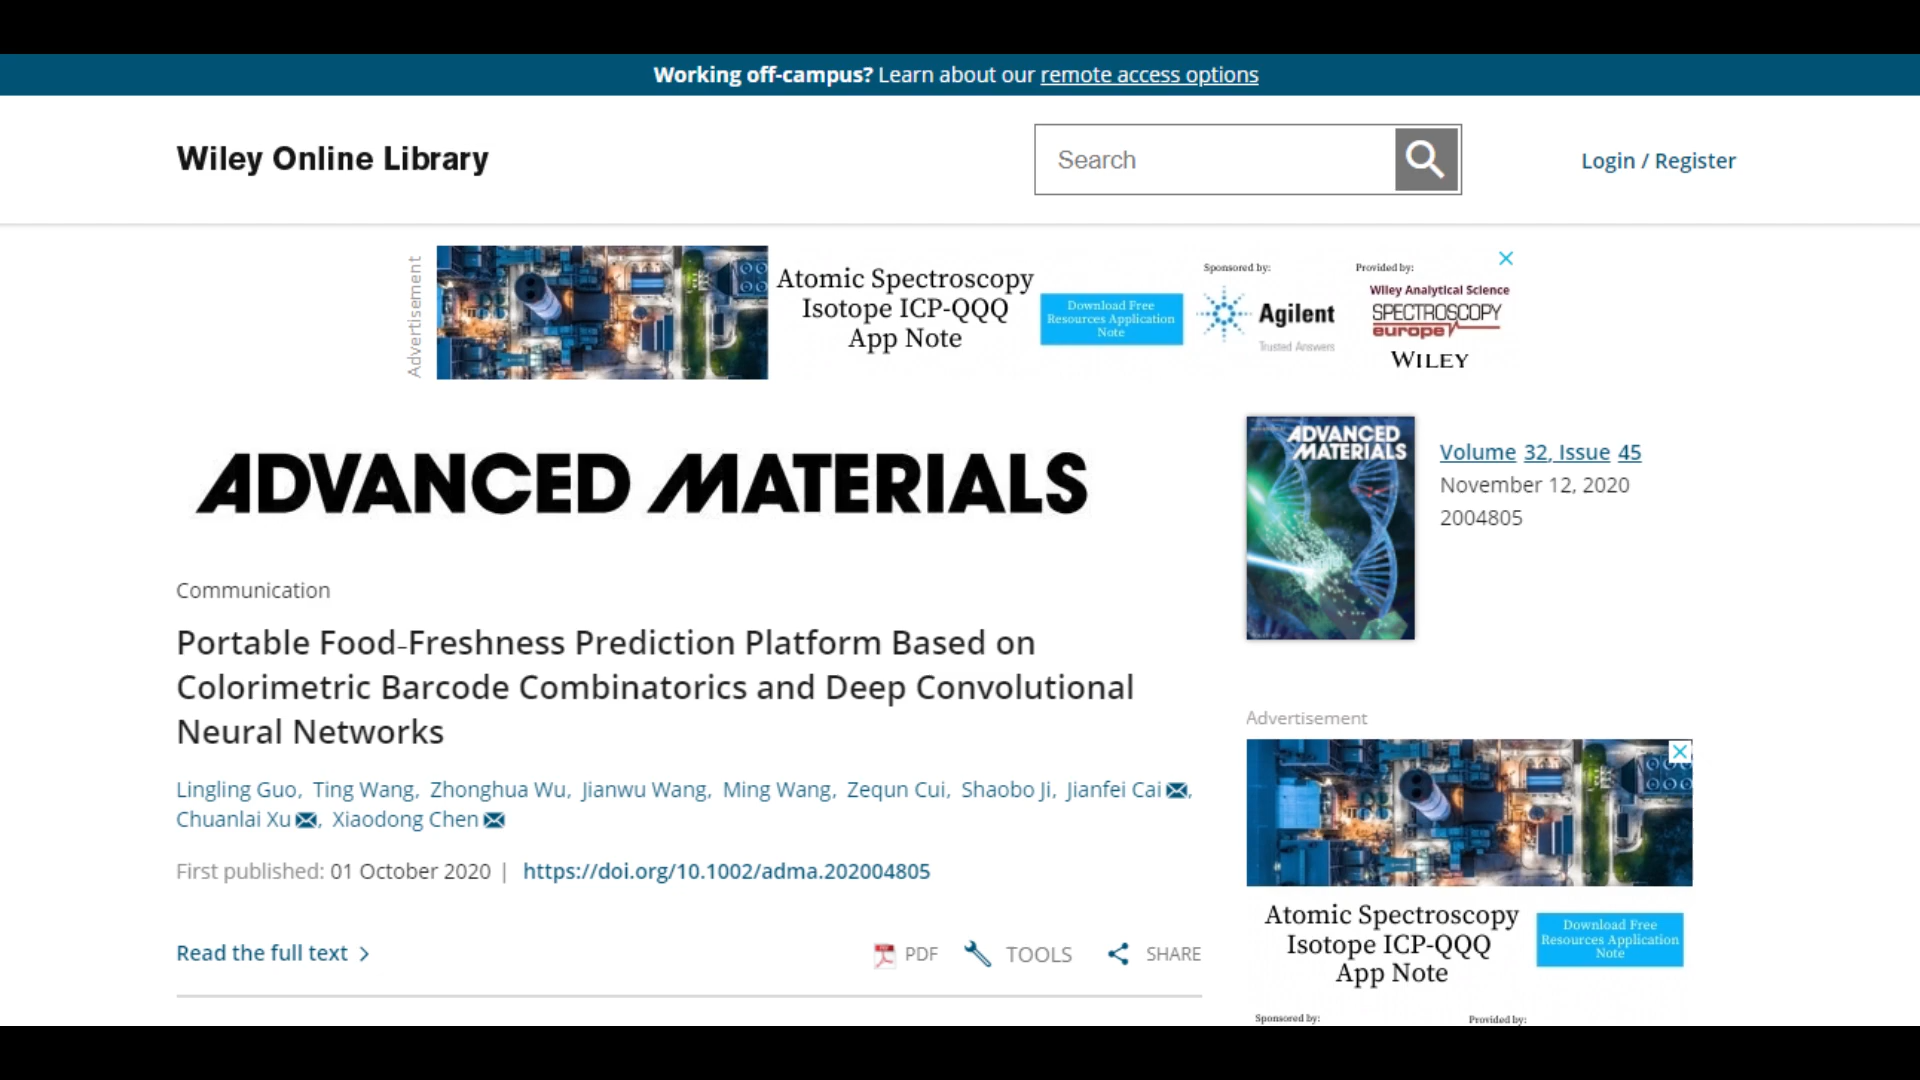 Working off-campus? Learn about our remote access options
Wiley Online Library
Search
Login / Register
Advertisement
Atomic Spectroscopy
Isotope ICP-QQQ
App Note
Download Free
Resources Application
Note
Sponsored by:
Agilent
Trusted Answers
Provided by:
Wiley Analytical Science
SPECTROSCOPY
europe
WILEY
ADVANCED MATERIALS
ADVANCED
MATERIALS
Volume 32, Issue 45
November 12, 2020
2004805
Communication
Portable Food-Freshness Prediction Platform Based on
Colorimetric Barcode Combinatorics and Deep Convolutional
Neural Networks
Lingling Guo, Ting Wang, Zhonghua Wu, Jianwu Wang, Ming Wang, Zequn Cui, Shaobo Ji, Jianfei Cai,
Chuanlai Xu, Xiaodong Chen
First published: 01 October 2020 | https://doi.org/10.1002/adma.202004805
Read the full text
PDF
TOOLS
SHARE
Advertisement
Atomic Spectroscopy
Isotope ICP-QQQ
App Note
Download Free
Resources Application
Note
Sponsored by:
Provided by: